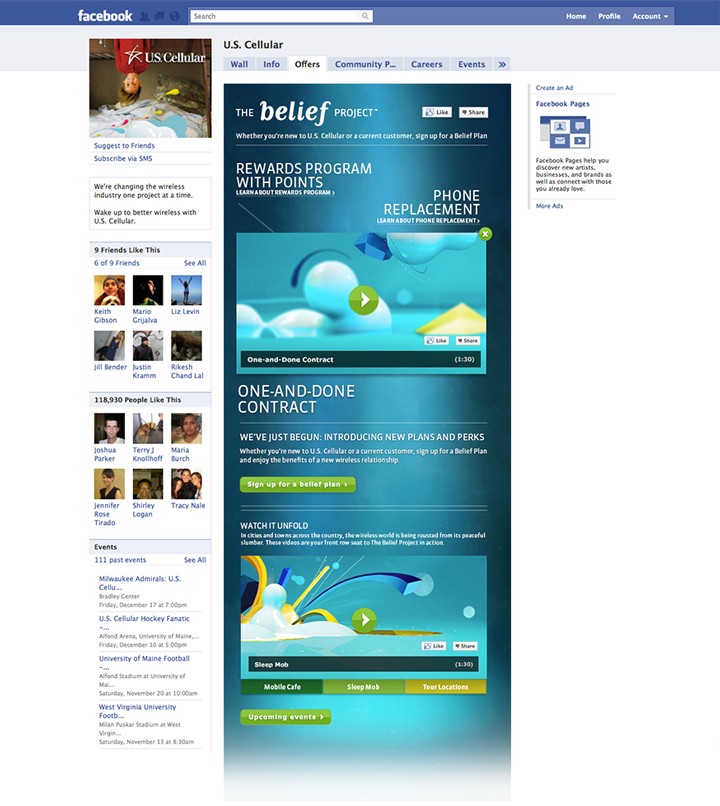 facebook
Search
Home Profile Account
U.S. Cellular
U.S. Cellular
Wall Info Offers Community P... Careers Events »
Suggest to Friends
Subscribe via SMS
We're changing the wireless
industry one project at a time.
Wake up to better wireless with
U.S. Cellular.
9 Friends Like This
6 of 9 Friends See All
Keith
Gibson
Mario
Grijalva
Liz Levin
Jill Bender
Justin
Kramm
Rikesh
Chand Lal
118,930 People Like This
Joshua
Parker
Terry J
Knollhoff
Maria
Burch
Jennifer
Rose
Tirado
Shirley
Logan
Tracy Nale
Events
111 past events See All
Milwaukee Admirals: U.S.
Cellu...
Bradley Center
Friday, December 17 at 7:00pm
U.S. Cellular Hockey Fanatic
-...
Alfond Arena, University of Maine,...
Friday, December 10 at 5:00pm
University of Maine Football
-...
Alfond Stadium at University of
Mai...
Saturday, November 20 at 10:00am
West Virginia University
Footb...
Milan Puskar Stadium at West
Virgin...
Saturday, November 13 at 8:30am
THE belief PROJECT™
Like Share
Whether you're new to U.S. Cellular or a current customer, sign up for a Belief Plan
REWARDS PROGRAM
WITH POINTS
LEARN ABOUT REWARDS PROGRAM >
PHONE
REPLACEMENT
LEARN ABOUT PHONE REPLACEMENT >
Like Share
One-and-Done Contract (1:30)
ONE-AND-DONE
CONTRACT
WE'VE JUST BEGUN: INTRODUCING NEW PLANS AND PERKS
Whether you're new to U.S. Cellular or a current customer, sign up for a Belief Plan
and enjoy the benefits of a new wireless relationship.
Sign up for a belief plan >
WATCH IT UNFOLD
In cities and towns across the country, the wireless world is being rousted from its peaceful
slumber. These videos are your front row seat to The Belief Project in action.
Like Share
Sleep Mob (1:30)
Mobile Cafe Sleep Mob Tour Locations
Upcoming events >
Create an Ad
Facebook Pages
Facebook Pages help you
discover new artists,
businesses, and brands as
well as connect with those
you already love.
More Ads